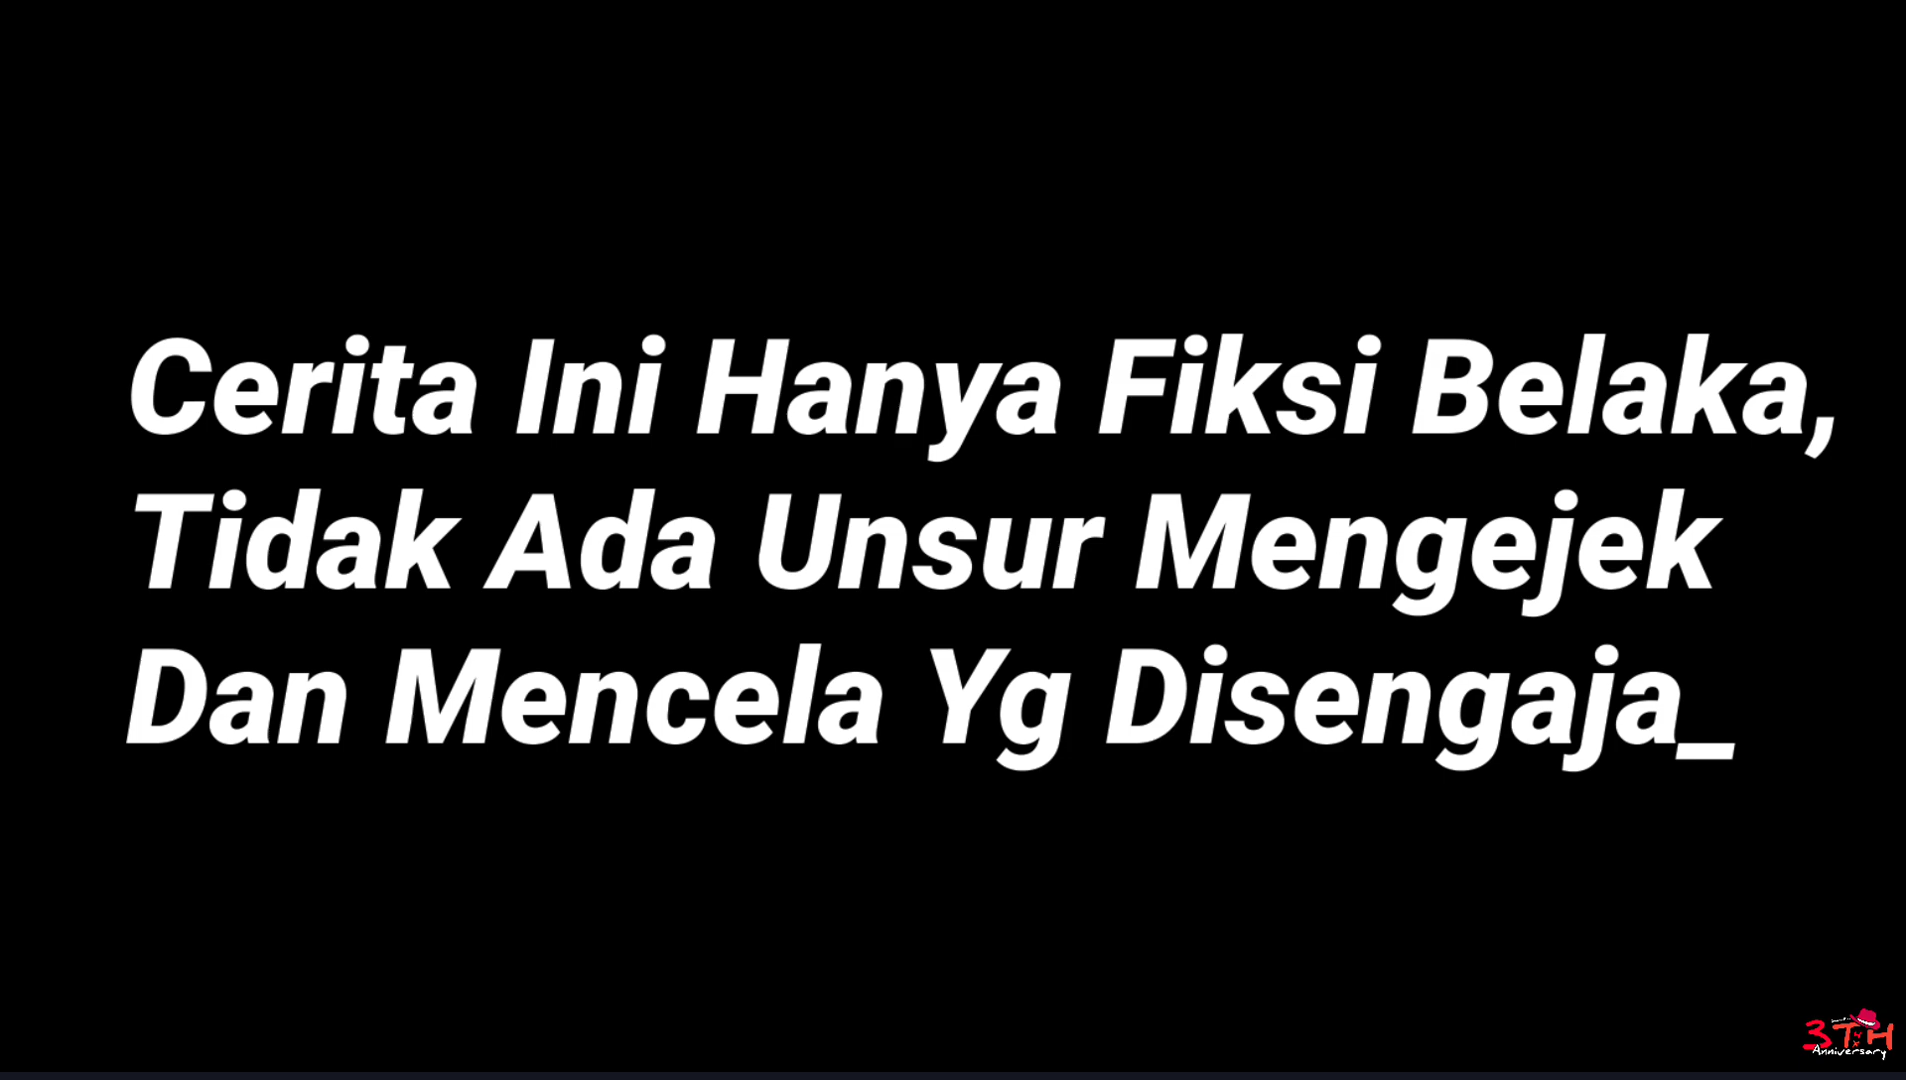 Cerita Ini Hanya Fiksi Belaka,
Tidak Ada Unsur Mengejek
Dan Mencela Yg Disengaja_
3TH
Anniversary